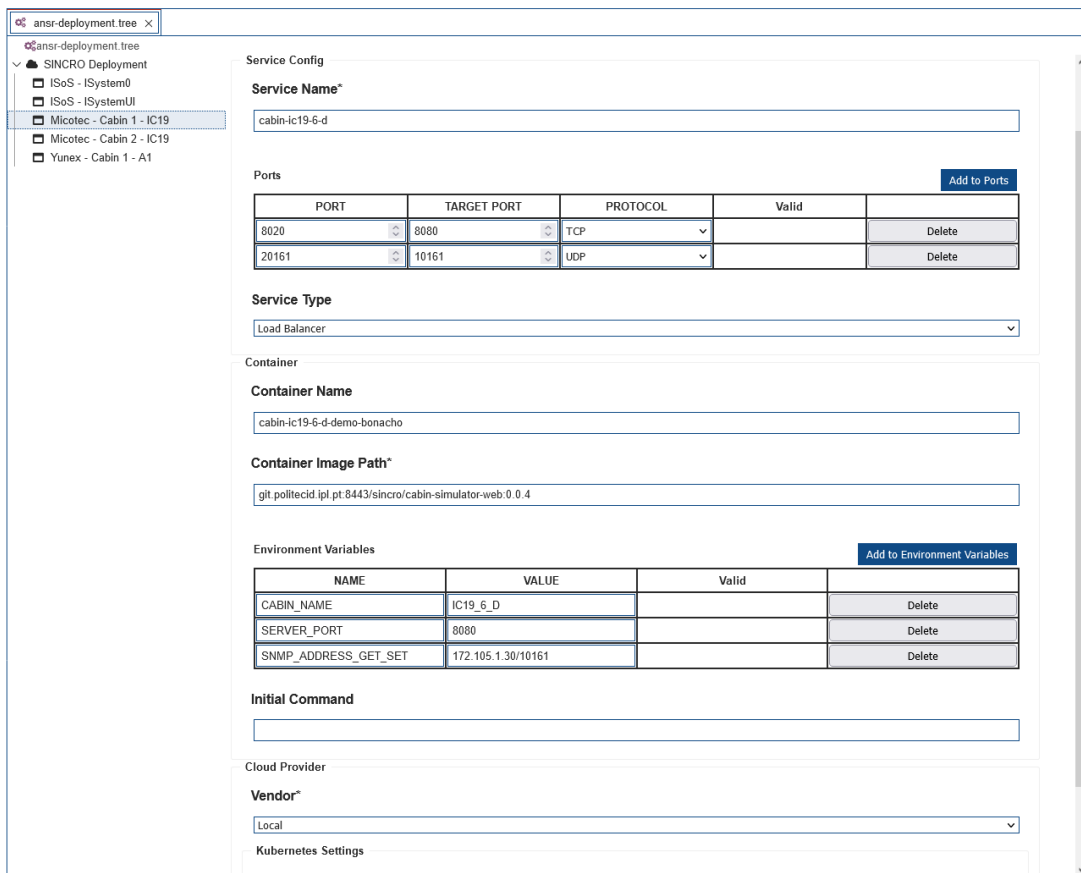 ansr-deployment.tree ×
ansr-deployment.tree
SINCRO Deployment
ISoS - ISystem0
ISoS - ISystemUI
Micotec - Cabin 1 - IC19
Micotec - Cabin 2 - IC19
Yunex - Cabin 1 - A1
Service Config
Service Name*
cabin-ic19-6-d
Ports
Add to Ports
PORT TARGET PORT PROTOCOL Valid
8020 8080 TCP Delete
20161 10161 UDP Delete
Service Type
Load Balancer
Container
Container Name
cabin-ic19-6-d-demo-bonacho
Container Image Path*
git.politecid.ipl.pt:8443/sincro/cabin-simulator-web:0.0.4
Environment Variables
Add to Environment Variables
NAME VALUE Valid
CABIN_NAME IC19_6_D Delete
SERVER_PORT 8080 Delete
SNMP_ADDRESS_GET_SET 172.105.1.30/10161 Delete
Initial Command
Cloud Provider
Vendor*
Local
Kubernetes Settings